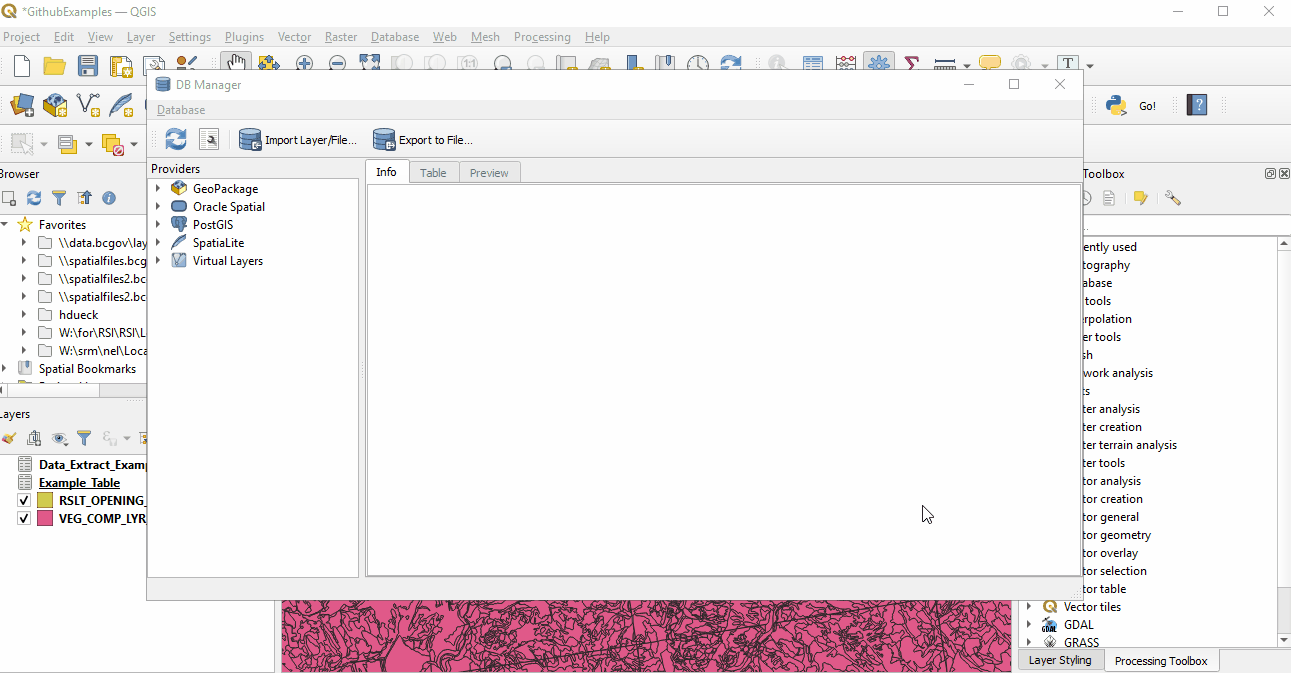 *GithubExamples — QGIS
Project Edit View Layer Settings Plugins Vector Raster Database Web Mesh Processing Help
DB Manager
Database
Go!
Import Layer/File... Export to File...
Browser
Providers
Info Table Preview
Toolbox
GeoPackage
Oracle Spatial
PostGIS
SpatiaLite
Virtual Layers
Favorites
\\data.bcgov\lay
\\spatialfiles.bcg
\\spatialfiles2.bc
\\spatialfiles2.bc
hdueck
W:\for\RSI\RSI\L
W:\srm\nel\Loca
Spatial Bookmarks
Layers
Data_Extract_Examp
Example_Table
RSLT_OPENING_
VEG_COMP_LYR
ently used
tography
abase
tools
rpolation
er tools
sh
work analysis
ts
ter analysis
ter creation
ter terrain analysis
ter tools
tor analysis
tor creation
tor general
tor geometry
tor overlay
tor selection
tor table
Vector tiles
GDAL
GRASS
Layer Styling Processing Toolbox